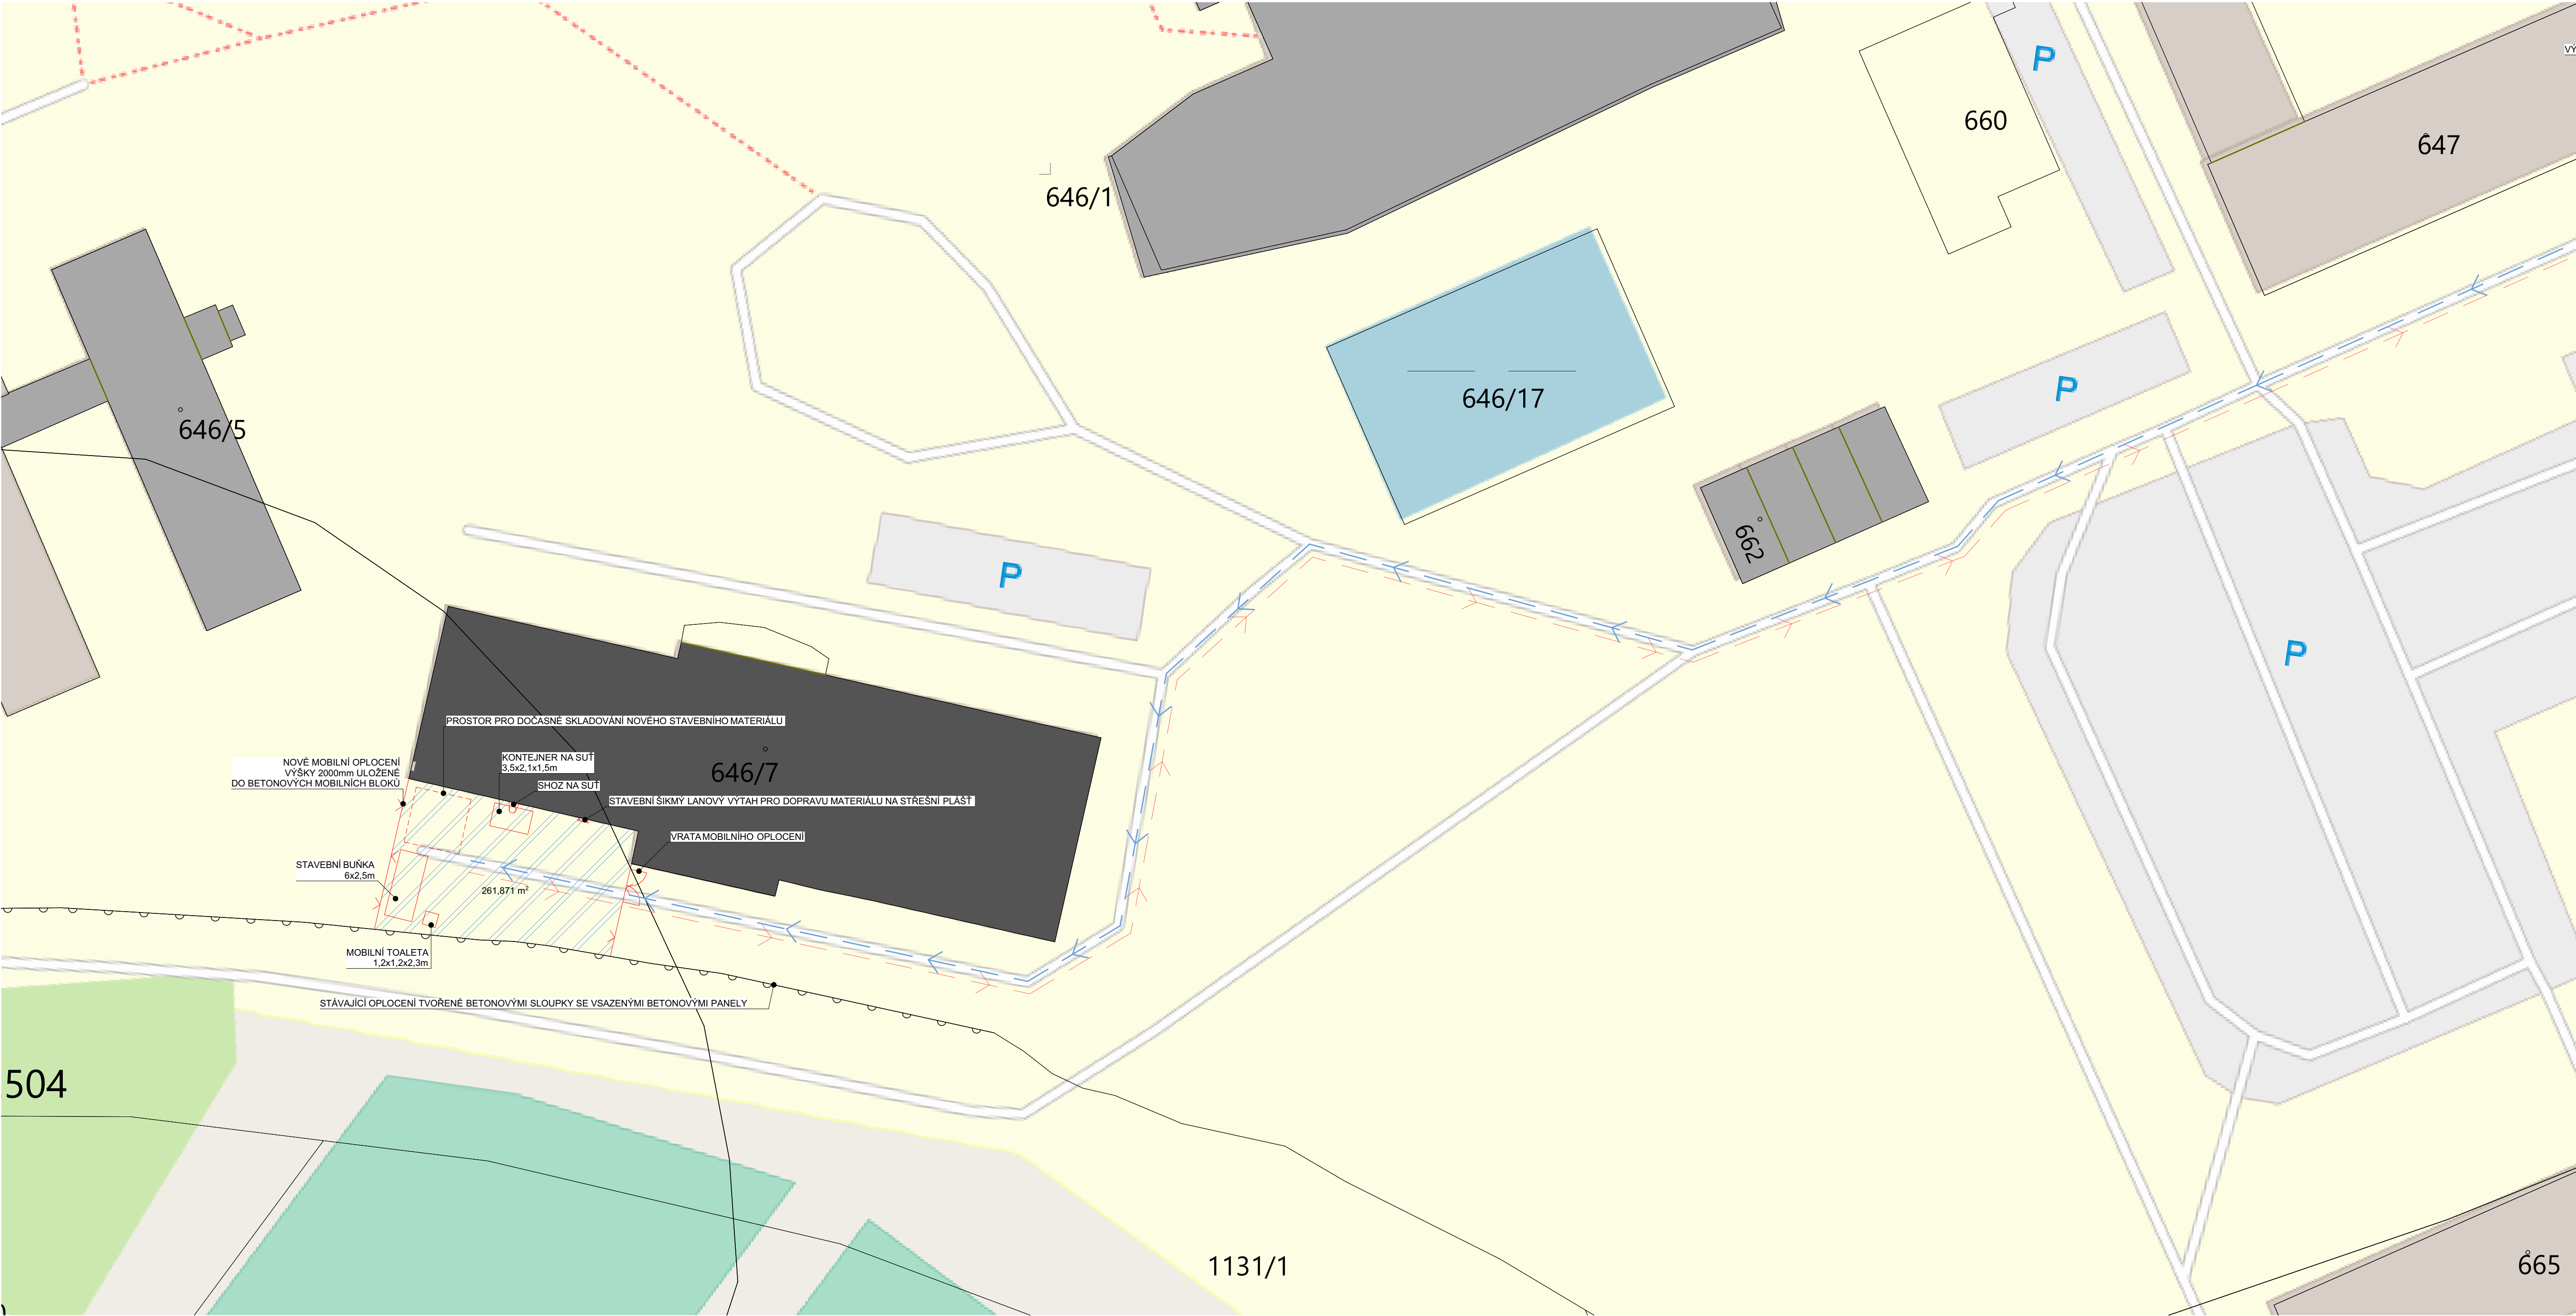 P
VÝ
660
647
646/1
646/17
P
646/5
662
P
P
PROSTOR PRO DOČASNÉ SKLADOVÁNÍ NOVÉHO STAVEBNÍHO MATERIÁLU
NOVÉ MOBILNÍ OPLOCENÍ
VÝŠKY 2000mm ULOŽENÉ
DO BETONOVÝCH MOBILNÍCH BLOKŮ
KONTEJNER NA SUŤ
3,5x2,1x1,5m
646/7
SHOZ NA SUŤ
STAVEBNÍ ŠIKMÝ LANOVÝ VÝTAH PRO DOPRAVU MATERIÁLU NA STŘEŠNÍ PLÁŠŤ
VRATA MOBILNÍHO OPLOCENÍ
STAVEBNÍ BUŇKA
6x2,5m
261,871 m²
MOBILNÍ TOALETA
1,2x1,2x2,3m
STÁVAJÍCÍ OPLOCENÍ TVOŘENÉ BETONOVÝMI SLOUPKY SE VSAZENÝMI BETONOVÝMI PANELY
504
1131/1
665